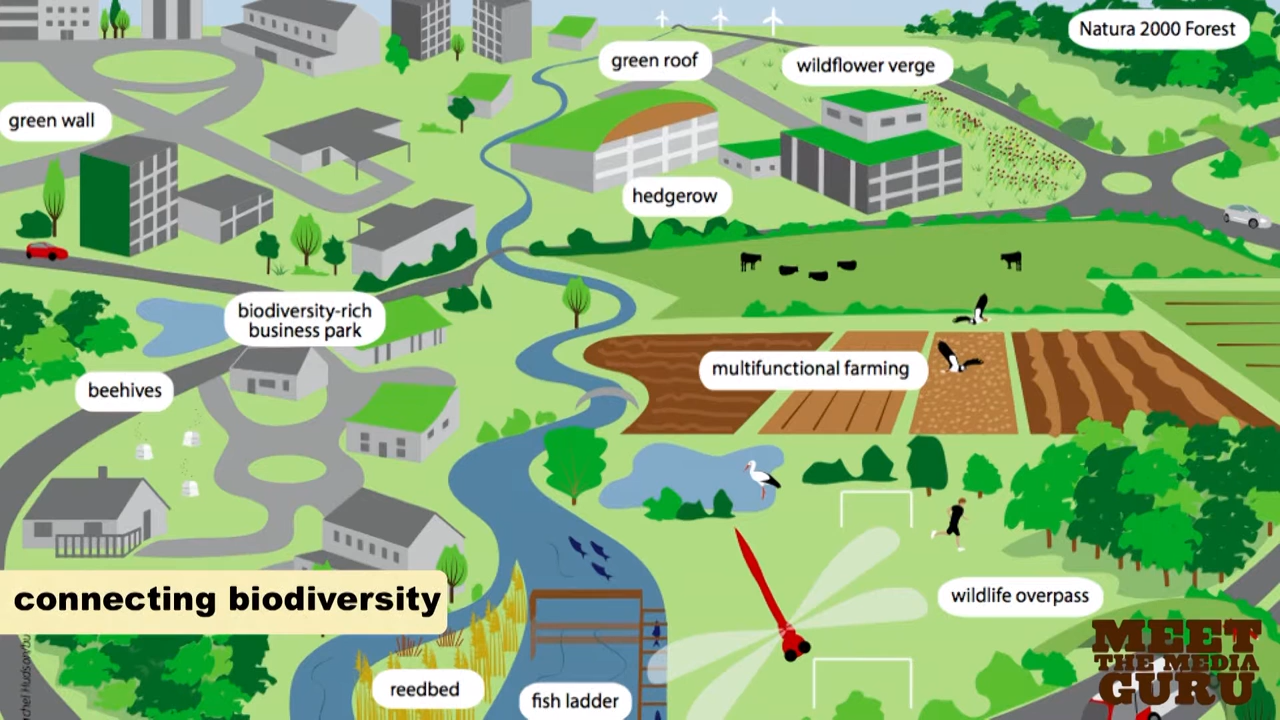 Natura 2000 Forest
green roof
wildflower verge
green wall
hedgerow
biodiversity-rich
business park
multifunctional farming
beehives
connecting biodiversity
wildlife overpass
MEET
THE MEDIA
GURU
reedbed
fish ladder